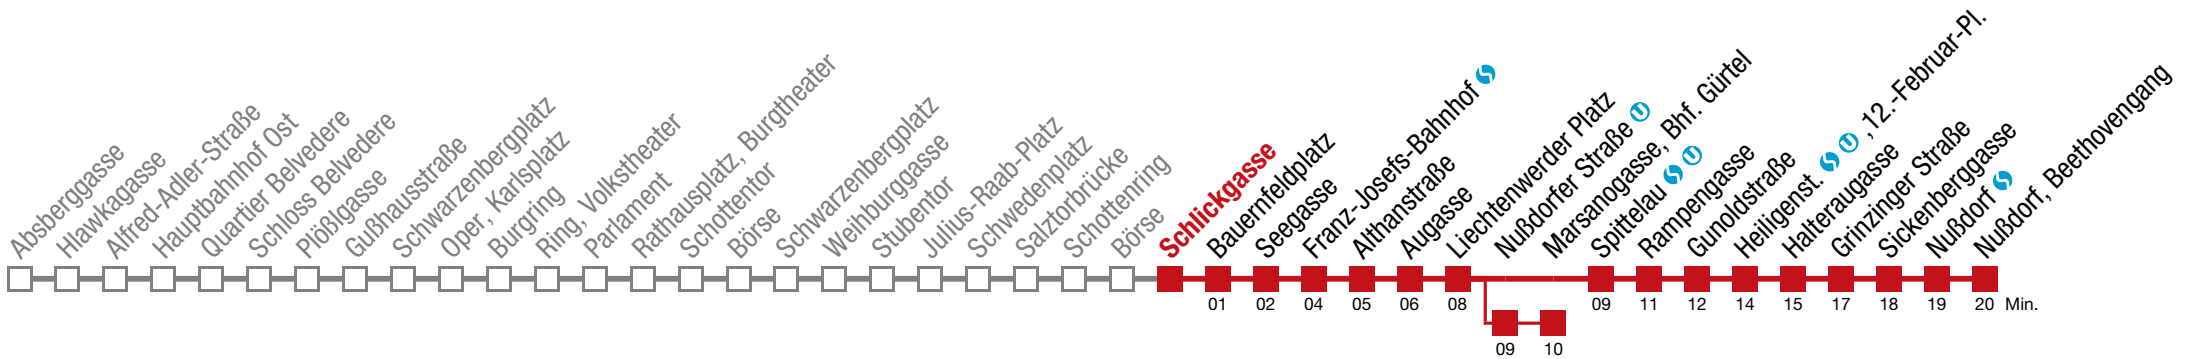 Absberggasse
Hlawkagasse
Alfred-Adler-Straße
Hauptbahnhof Ost
Quartier Belvedere
Schloss Belvedere
Plößlgasse
Gußhausstraße
Schwarzenbergplatz
Oper, Karlsplatz
Burgring
Ring, Volkstheater
Parlament
Rathausplatz, Burgtheater
Schottentor
Börse
Schwarzenbergplatz
Weihburggasse
Stubentor
Julius-Raab-Platz
Schwedenplatz
Salztorbrücke
Schottenring
Börse
Schlickgasse
Bauernfeldplatz
Seegasse
Franz-Josefs-Bahnhof S
Althanstraße
Augasse
Liechtenwerder Platz
Nußdorfer Straße U
Marsanogasse, Bhf. Gürtel
Spittelau S U
Rampengasse
Gunoldstraße
Heiligenst. S U ,12.-Februar-Pl.
Halteraugasse
Grinzinger Straße
Sickenberggasse
Nußdorf S
Nußdorf, Beethovengang
01 02 04 05 06 08 09 11 12 14 15 17 18 19 20 Min.
09 10